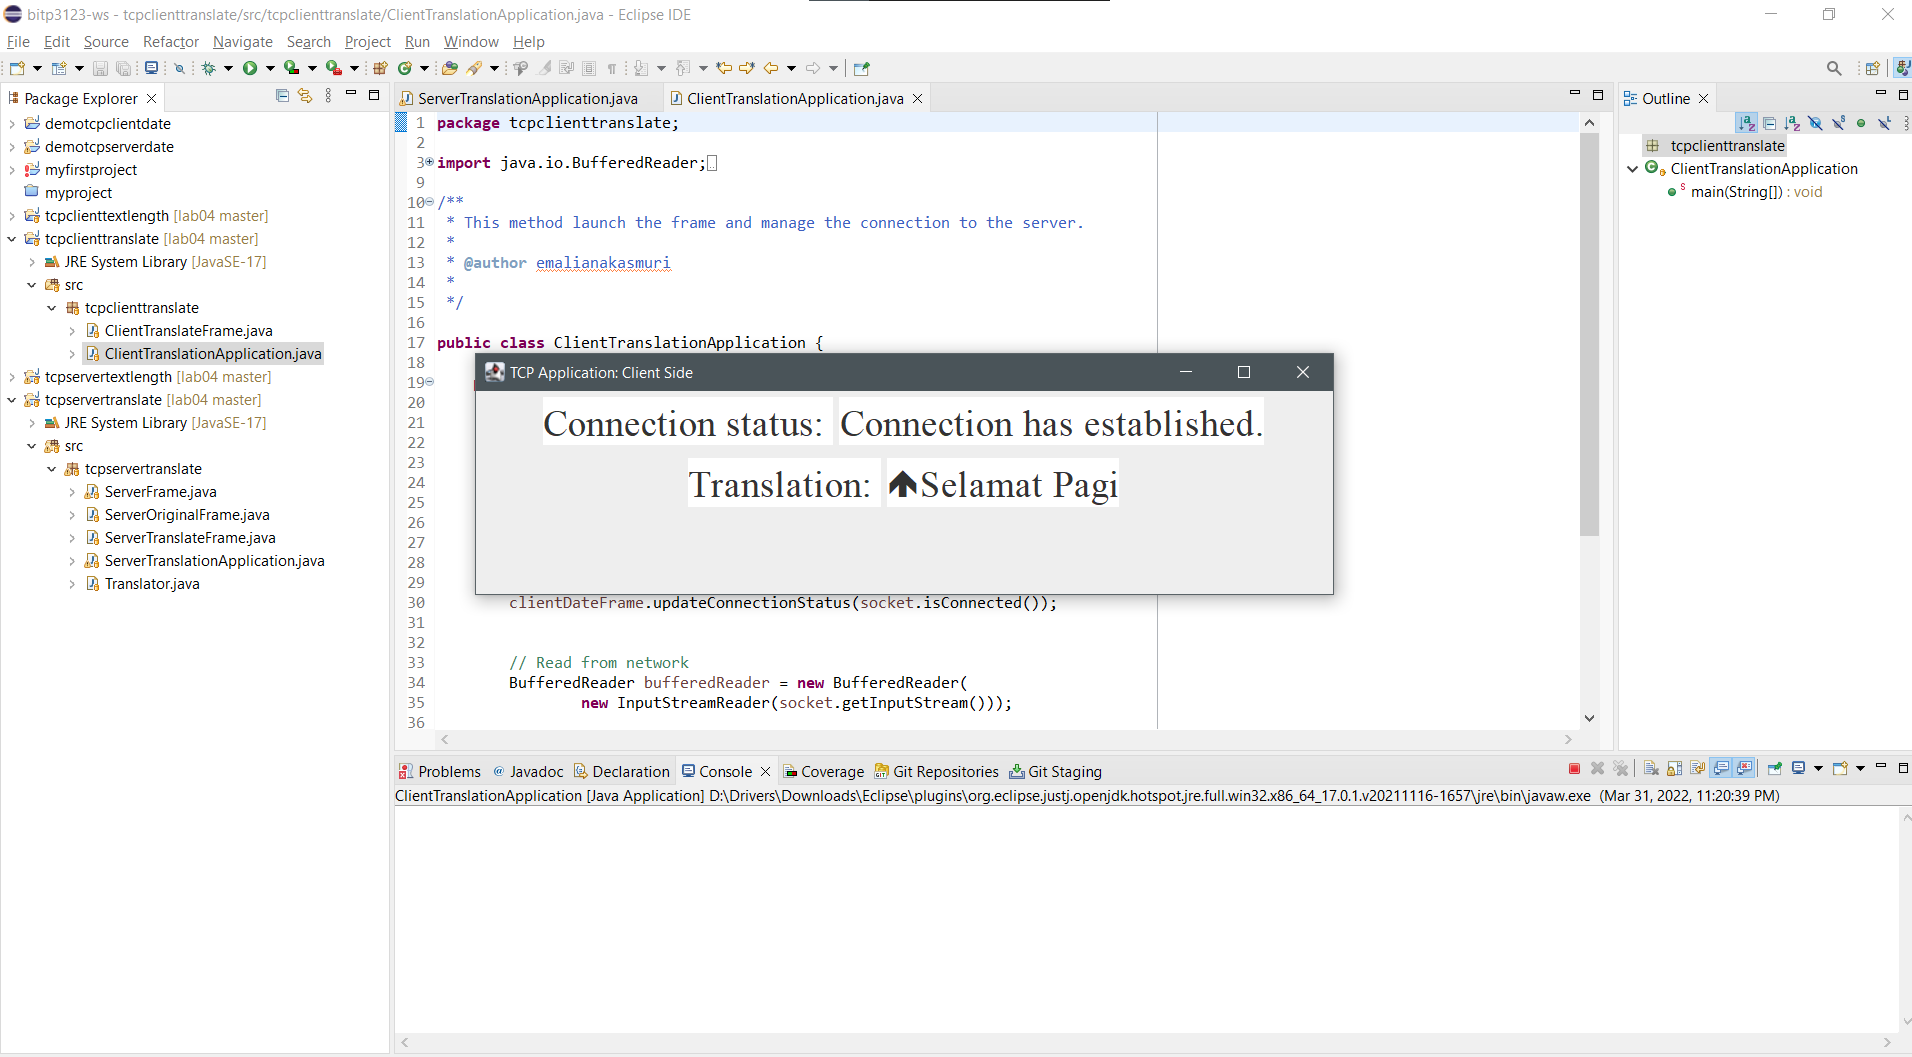 bitp3123-ws - tcpclienttranslate/src/tcpclienttranslate/ClientTranslationApplication.java - Eclipse IDE
File Edit Source Refactor Navigate Search Project Run Window Help
Package Explorer
demotcpclientdate
demotcpserverdate
myfirstproject
myproject
tcpclienttextlength [lab04 master]
tcpclienttranslate [lab04 master]
JRE System Library [JavaSE-17]
src
tcpclienttranslate
ClientTranslateFrame.java
ClientTranslationApplication.java
tcpservertextlength [lab04 master]
tcpservertranslate [lab04 master]
JRE System Library [JavaSE-17]
src
tcpservertranslate
ServerFrame.java
ServerOriginalFrame.java
ServerTranslateFrame.java
ServerTranslationApplication.java
Translator.java
ServerTranslationApplication.java ClientTranslationApplication.java
1 package tcpclienttranslate;
2
3 import java.io.BufferedReader;
9
10 /**
11 * This method launch the frame and manage the connection to the server.
12 *
13 * @author emalianakasmuri
14 *
15 */
16
17 public class ClientTranslationApplication {
18
19
20
21
22
23
24
25
26
27
28
29
30 clientDateFrame.updateConnectionStatus(socket.isConnected());
31
32
33 // Read from network
34 BufferedReader bufferedReader = new BufferedReader(
35 new InputStreamReader(socket.getInputStream()));
36
TCP Application: Client Side
Connection status: Connection has established.
Translation: 🡅Selamat Pagi
Outline
tcpclienttranslate
ClientTranslationApplication
main(String[]) : void
Problems Javadoc Declaration Console Coverage Git Repositories Git Staging
ClientTranslationApplication [Java Application] D:\Drivers\Downloads\Eclipse\plugins\org.eclipse.justj.openjdk.hotspot.jre.full.win32.x86_64_17.0.1.v20211116-1657\jre\bin\javaw.exe (Mar 31, 2022, 11:20:39 PM)